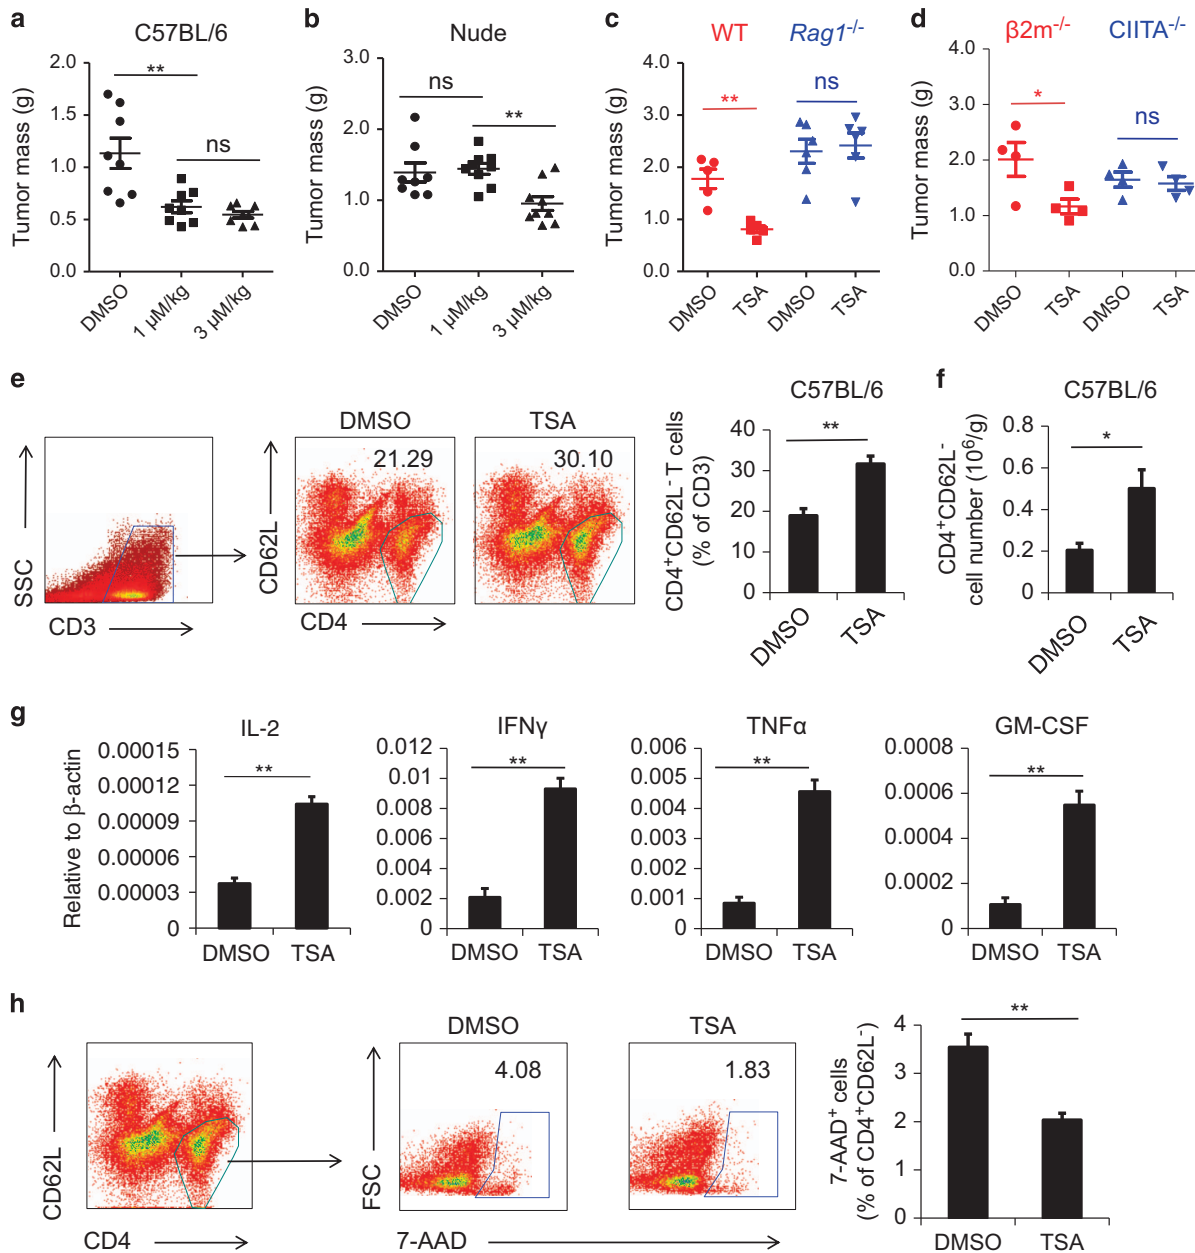 a
C57BL/6
Tumor mass (g)
2.0
1.5
1.0
0.5
0.0
**
ns
DMSO
1 µM/kg
3 µM/kg
b
Nude
Tumor mass (g)
3.0
2.0
1.0
0.0
ns
**
DMSO
1 µM/kg
3 µM/kg
c
WT Rag1-/-
Tumor mass (g)
4.0
3.0
2.0
1.0
0.0
**
ns
DMSO
TSA
DMSO
TSA
d
β2m-/- CIITA-/-
Tumor mass (g)
4.0
3.0
2.0
1.0
0.0
*
ns
DMSO
TSA
DMSO
TSA
e
SSC
CD3
CD62L
CD4
DMSO
21.29
TSA
30.10
C57BL/6
CD4+CD62L- T cells
(% of CD3)
40
30
20
10
0
**
DMSO
TSA
f
C57BL/6
CD4+CD62L-
cell number (10⁶/g)
0.8
0.6
0.4
0.2
0
*
DMSO
TSA
g
Relative to β-actin
IL-2
0.00015
0.00012
0.00009
0.00006
0.00003
0
**
DMSO TSA
IFNγ
0.012
0.01
0.008
0.006
0.004
0.002
0
**
DMSO TSA
TNFα
0.006
0.005
0.004
0.003
0.002
0.001
0
**
DMSO TSA
GM-CSF
0.0008
0.0006
0.0004
0.0002
0
**
DMSO TSA
h
CD62L
CD4
FSC
7-AAD
DMSO
4.08
TSA
1.83
7-AAD+ cells
(% of CD4+CD62L-)
4
3
2
1
0
**
DMSO TSA